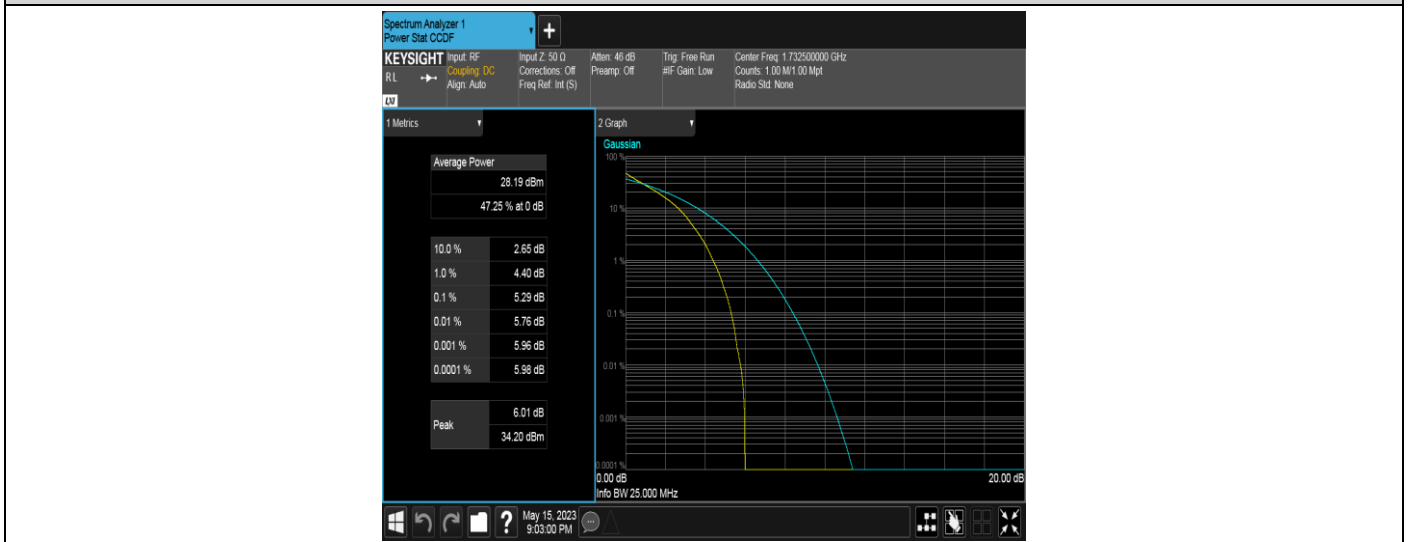 Spectrum Analyzer 1
Power Stat CCDF
+
KEYSIGHT
RL
LXI
Input: RF
Coupling: DC
Align: Auto
Input Z: 50 Ω
Corrections: Off
Freq Ref: Int (S)
Atten: 46 dB
Preamp: Off
Trig: Free Run
#IF Gain: Low
Center Freq: 1.732500000 GHz
Counts: 1.00 M/1.00 Mpt
Radio Std: None
1 Metrics
Average Power
28.19 dBm
47.25 % at 0 dB
10.0 % 2.65 dB
1.0 % 4.40 dB
0.1 % 5.29 dB
0.01 % 5.76 dB
0.001 % 5.96 dB
0.0001 % 5.98 dB
Peak
6.01 dB
34.20 dBm
2 Graph
Gaussian
100 %
10 %
1 %
0.1 %
0.01 %
0.001 %
0.0001 %
0.00 dB 20.00 dB
Info BW 25.000 MHz
?
May 15, 2023
9:03:00 PM